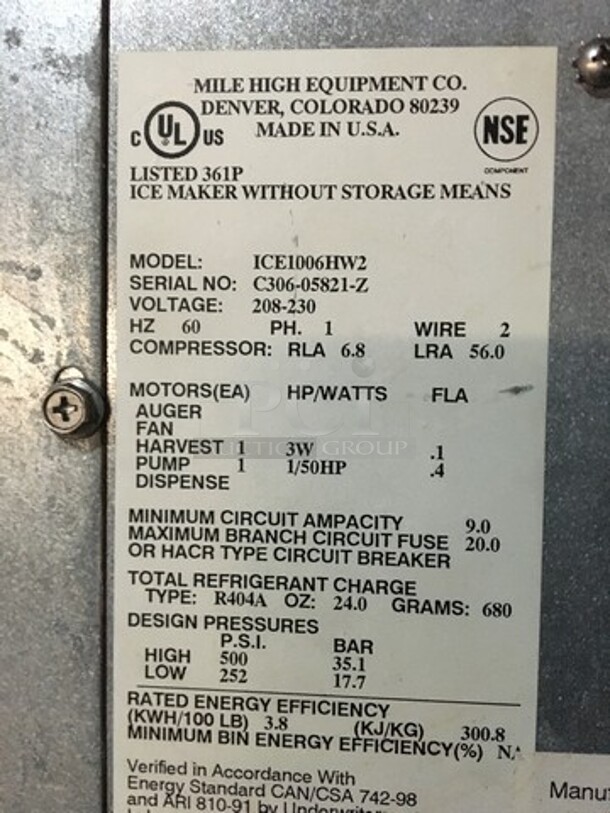 MILE HIGH EQUIPMENT CO.
DENVER, COLORADO 80239
MADE IN U.S.A.
C UL US
NSF
COMPONENT
LISTED 361P
ICE MAKER WITHOUT STORAGE MEANS
MODEL: ICE1006HW2
SERIAL NO: C306-05821-Z
VOLTAGE: 208-230
HZ 60 PH. 1 WIRE 2
COMPRESSOR: RLA 6.8 LRA 56.0
MOTORS(EA) HP/WATTS FLA
AUGER
FAN
HARVEST 1 3W .1
PUMP 1 1/50HP .4
DISPENSE
PCI
AUCTION GROUP
MINIMUM CIRCUIT AMPACITY 9.0
MAXIMUM BRANCH CIRCUIT FUSE 20.0
OR HACR TYPE CIRCUIT BREAKER
TOTAL REFRIGERANT CHARGE
TYPE: R404A OZ: 24.0 GRAMS: 680
DESIGN PRESSURES
P.S.I. BAR
HIGH 500 35.1
LOW 252 17.7
RATED ENERGY EFFICIENCY
(KWH/100 LB) 3.8 (KJ/KG) 300.8
MINIMUM BIN ENERGY EFFICIENCY(%) NA
Verified in Accordance With
Energy Standard CAN/CSA 742-98
and ARI 810-91 by
Manuf